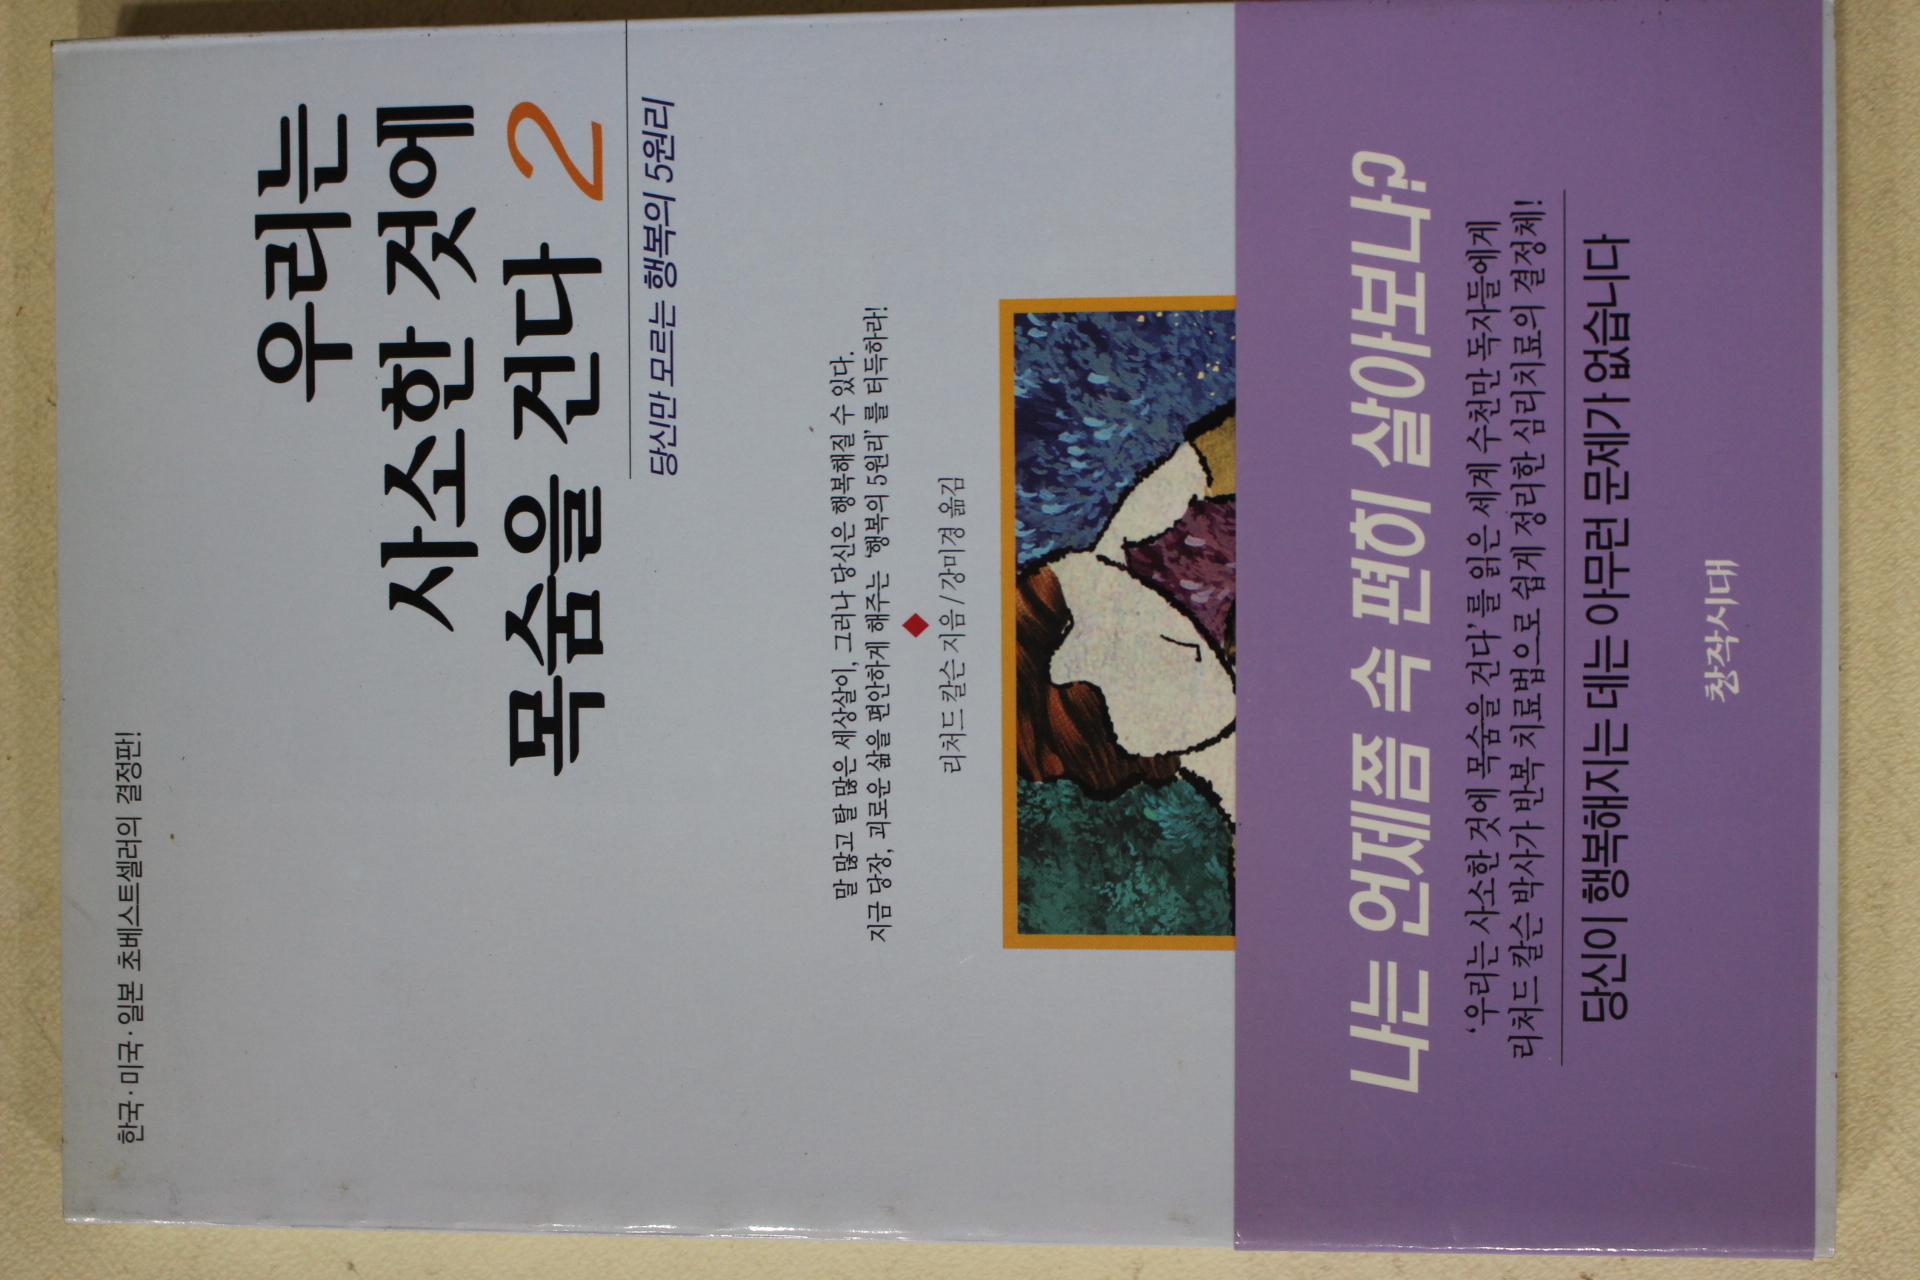 한국·미국·일본 초베스트셀러의 결정판!
우리는
사소한 것에
목숨을 건다 2
당신만 모르는 행복의 5원리
말 많고 탈 많은 세상살이, 그러나 당신은 행복해질 수 있다.
지금 당장, 괴로운 삶을 편안하게 해주는 '행복의 5원리'를 터득하라!
리처드 칼슨 지음/강미경 옮김
나는 언제쯤 속 편히 살아보나?
'우리는 사소한 것에 목숨을 건다'를 읽은 세계 수천만 독자들에게
리처드 칼슨 박사가 반복 치료법으로 쉽게 정리한 심리치료의 결정체!
당신이 행복해지는 데는 아무런 문제가 없습니다
창작시대